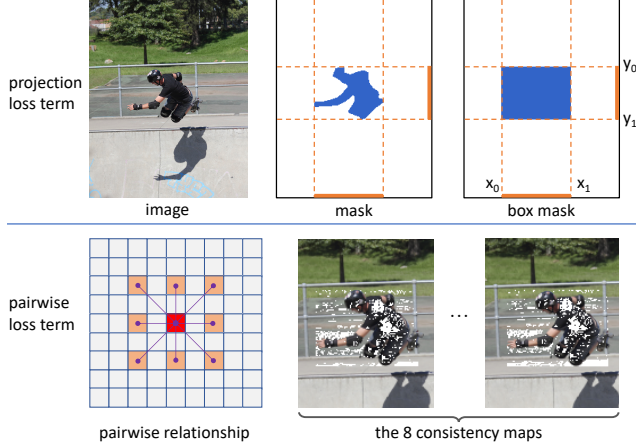 projection
loss term
y0
y1
x0
x1
image
mask
box mask
pairwise
loss term
...
pairwise relationship
the 8 consistency maps